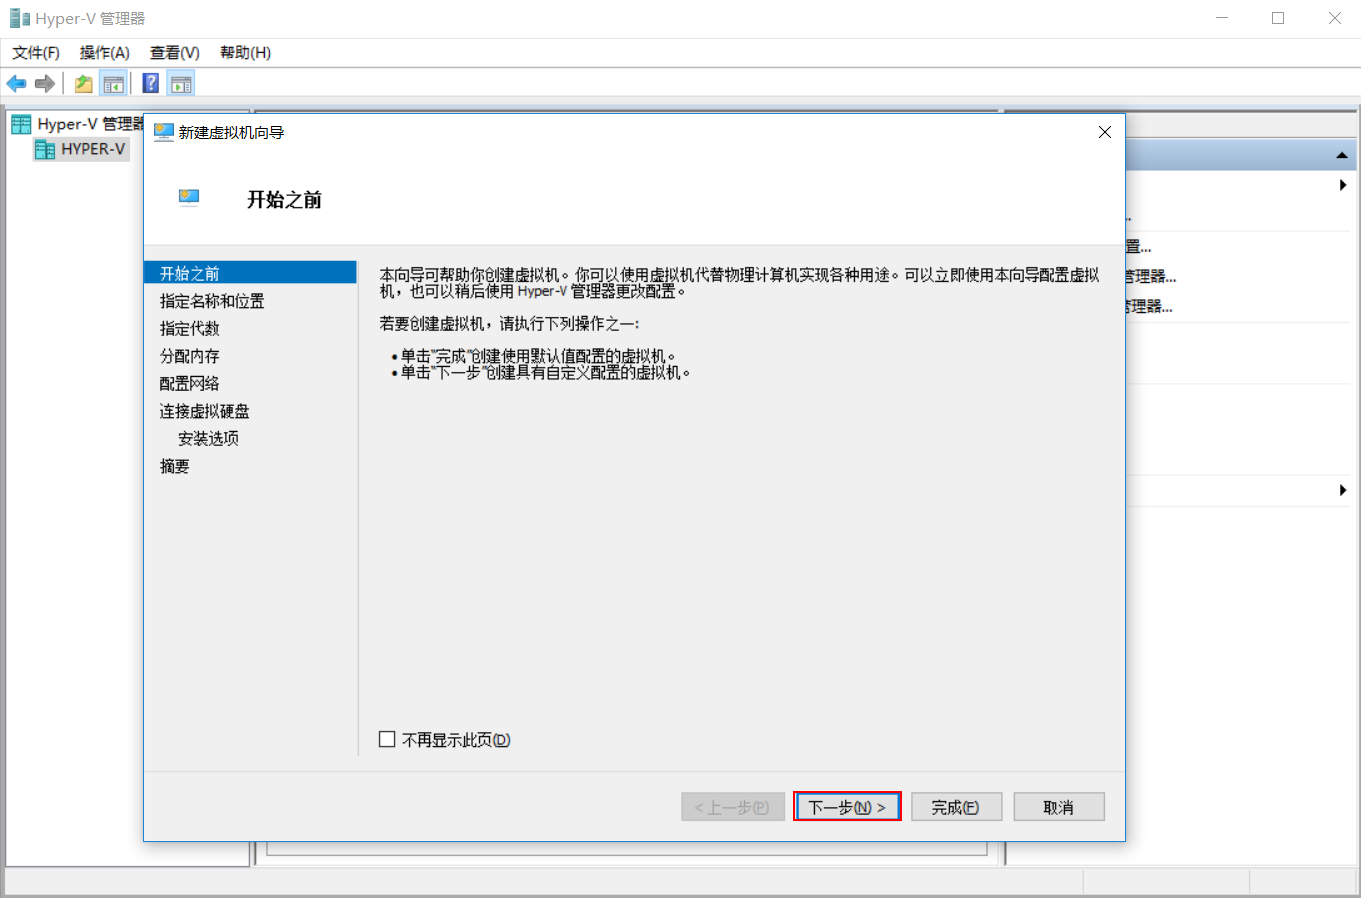 Hyper-V 管理器
文件(F) 操作(A) 查看(V) 帮助(H)
Hyper-V 管理器
HYPER-V
新建虚拟机向导
开始之前
开始之前
指定名称和位置
指定代数
分配内存
配置网络
连接虚拟硬盘
安装选项
摘要
本向导可帮助你创建虚拟机。你可以使用虚拟机代替物理计算机实现各种用途。可以立即使用本向导配置虚拟
机，也可以稍后使用 Hyper-V 管理器更改配置。
若要创建虚拟机，请执行下列操作之一:
• 单击"完成"创建使用默认值配置的虚拟机。
• 单击"下一步"创建具有自定义配置的虚拟机。
不再显示此页(D)
< 上一步(P) 下一步(N) > 完成(F) 取消
..
置...
管理器...
管理器...